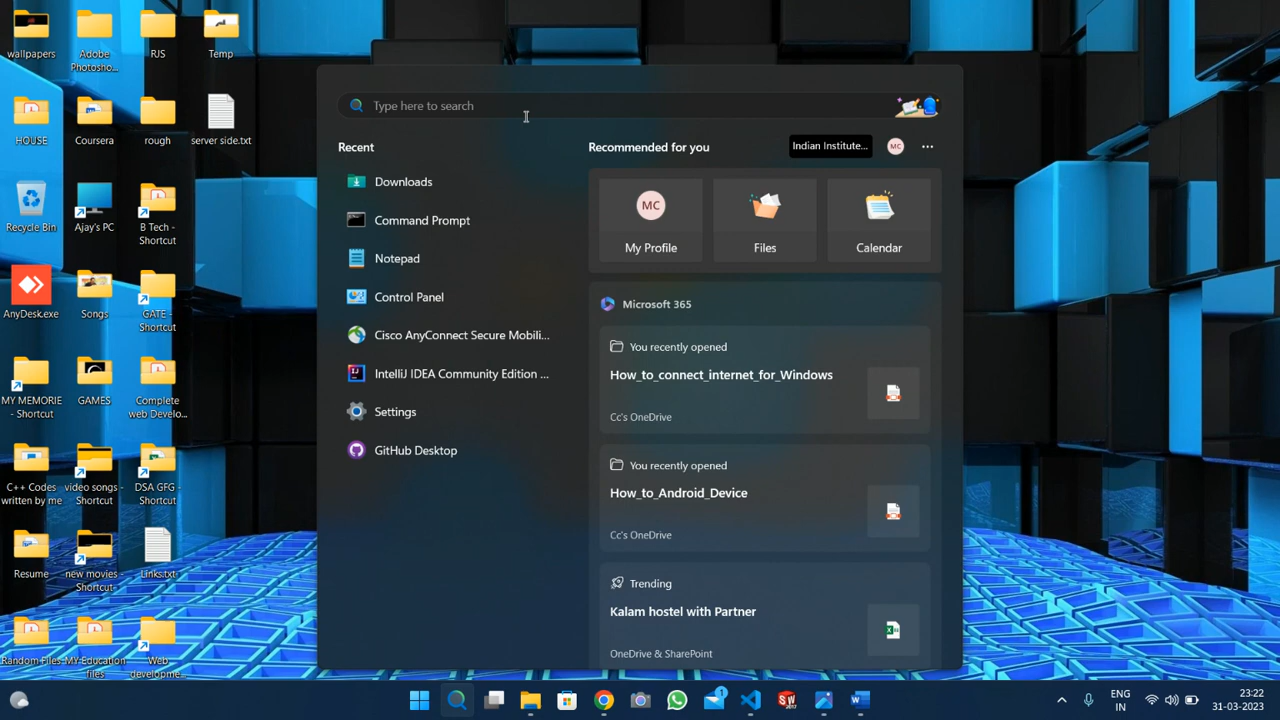 wallpapers
Adobe
Photosho...
RJS
Temp
HOUSE
Coursera
rough
server side.txt
Recycle Bin
Ajay's PC
B Tech -
Shortcut
AnyDesk.exe
Songs
GATE -
Shortcut
MY MEMORIE
- Shortcut
GAMES
Complete
web Develo...
C++ Codes
written by me
video songs -
Shortcut
DSA GFG -
Shortcut
Resume
new movies -
Shortcut
Links.txt
Random Files
MY Education
files
Web
developme...
Type here to search
Recent
Downloads
Command Prompt
Notepad
Control Panel
Cisco AnyConnect Secure Mobili...
IntelliJ IDEA Community Edition ...
Settings
GitHub Desktop
Recommended for you
Indian Institute...
MC
MC
My Profile
Files
Calendar
Microsoft 365
You recently opened
How_to_connect_internet_for_Windows
Cc's OneDrive
You recently opened
How_to_Android_Device
Cc's OneDrive
Trending
Kalam hostel with Partner
OneDrive & SharePoint
1
SW
2017
W
ENG
IN
23:22
31-03-2023